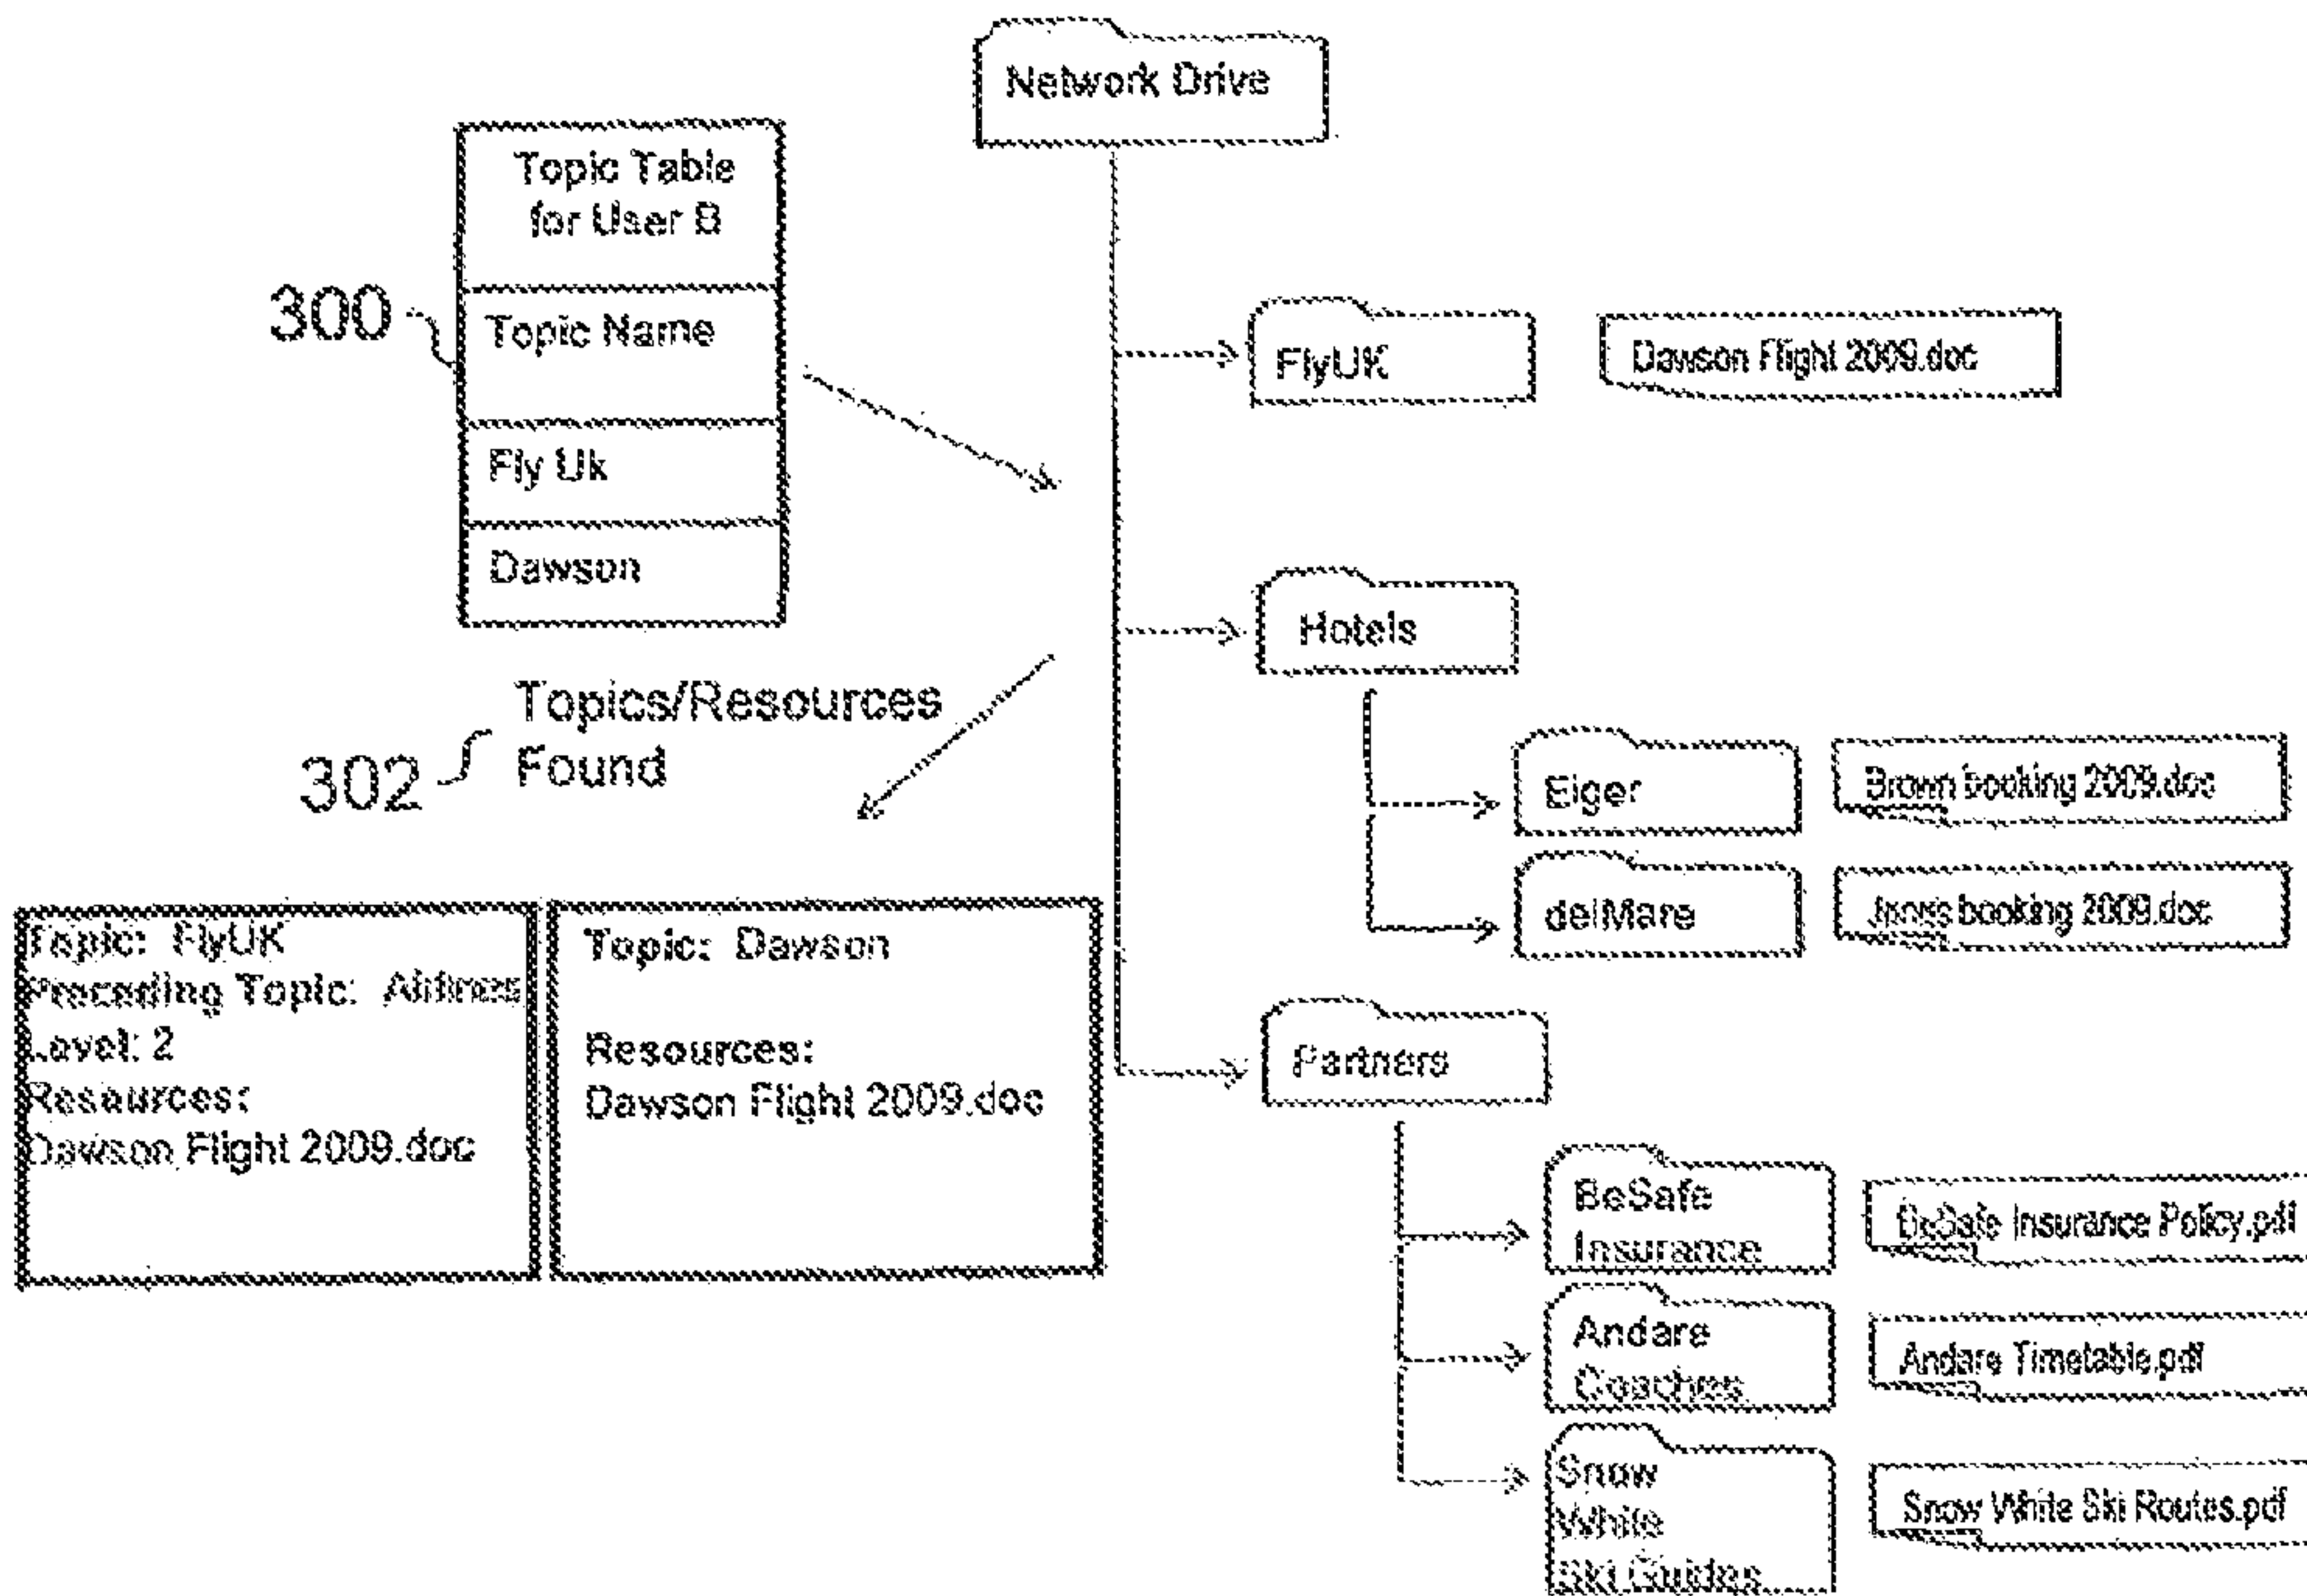 Network Drive
Topic Table
for User B
300
Topic Name
Fly Uk
Dawson
FlyUK
Dawson Flight 2009.doc
Hotels
302
Topics/Resources
Found
Eiger
Brown booking 2009.doc
delMare
booking 2009.doc
Topic: FlyUK
Preceding Topic: Airlines
Level: 2
Resources:
Dawson Flight 2009.doc
Topic: Dawson
Resources:
Dawson Flight 2009.doc
Partners
BeSafe
Insurance
BeSafe Insurance Policy.pdf
Andare
Coaches
Andare Timetable.pdf
Snow
White
Ski Guides
Snow White Ski Routes.pdf